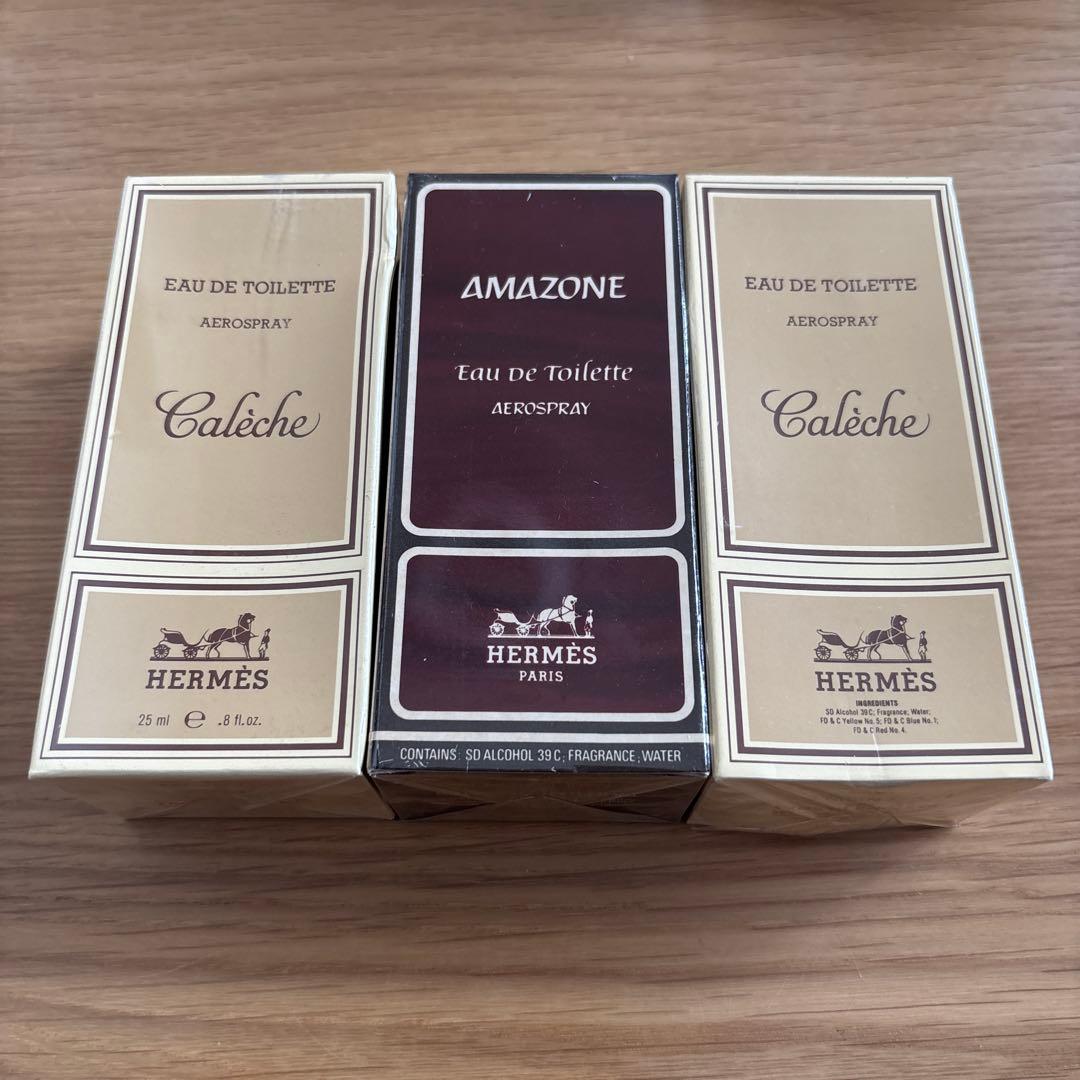 EAU DE TOILETTE
AEROSPRAY
Calèche
HERMÈS
25 ml e .8 fl.oz.
AMAZONE
Eau de Toilette
AEROSPRAY
HERMÈS
PARIS
CONTAINS: SD ALCOHOL 39 C; FRAGRANCE; WATER
EAU DE TOILETTE
AEROSPRAY
Calèche
HERMÈS
INGREDIENTS
SD Alcohol 39 C; Fragrance; Water;
FD & C Yellow No. 5; FD & C Blue No. 1;
FD & C Red No. 4.